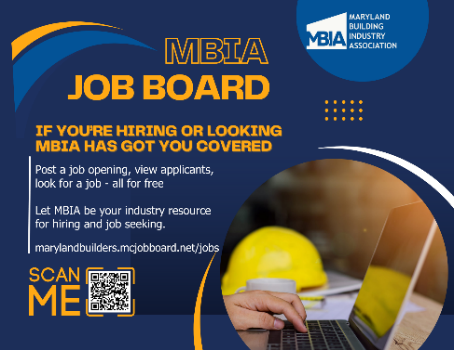 MBIA
JOB BOARD
MARYLAND
BUILDING
INDUSTRY
ASSOCIATION
MBIA
IF YOU'RE HIRING OR LOOKING
MBIA HAS GOT YOU COVERED
Post a job opening, view applicants,
look for a job - all for free
Let MBIA be your industry resource
for hiring and job seeking.
marylandbuilders.mcjobboard.net/jobs
SCAN
ME